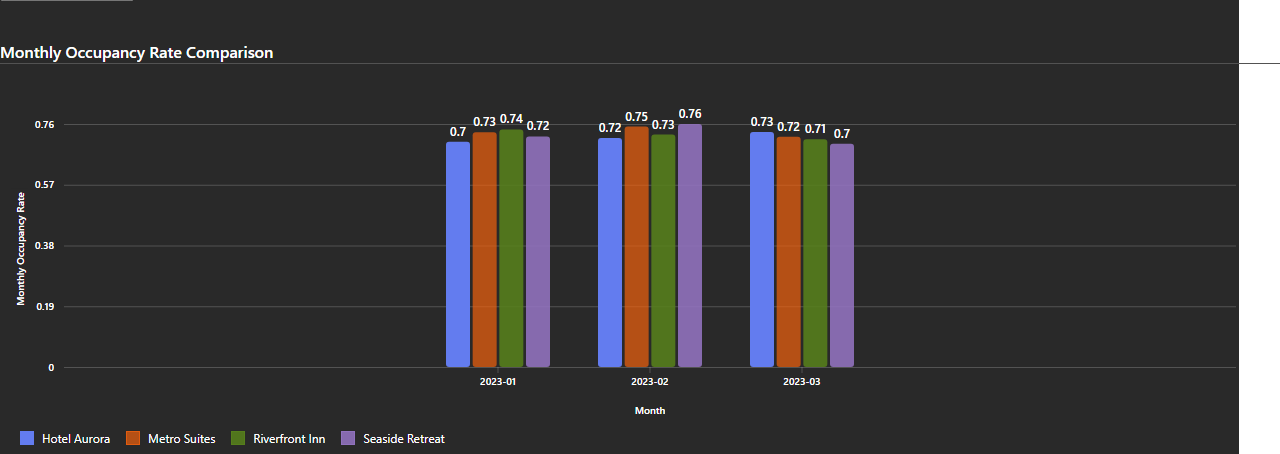 Monthly Occupancy Rate Comparison
0.76
0.57
0.38
0.19
0
Monthly Occupancy Rate
0.7
0.73
0.74
0.72
0.72
0.75
0.73
0.76
0.73
0.72
0.71
0.7
2023-01
2023-02
2023-03
Month
Hotel Aurora
Metro Suites
Riverfront Inn
Seaside Retreat